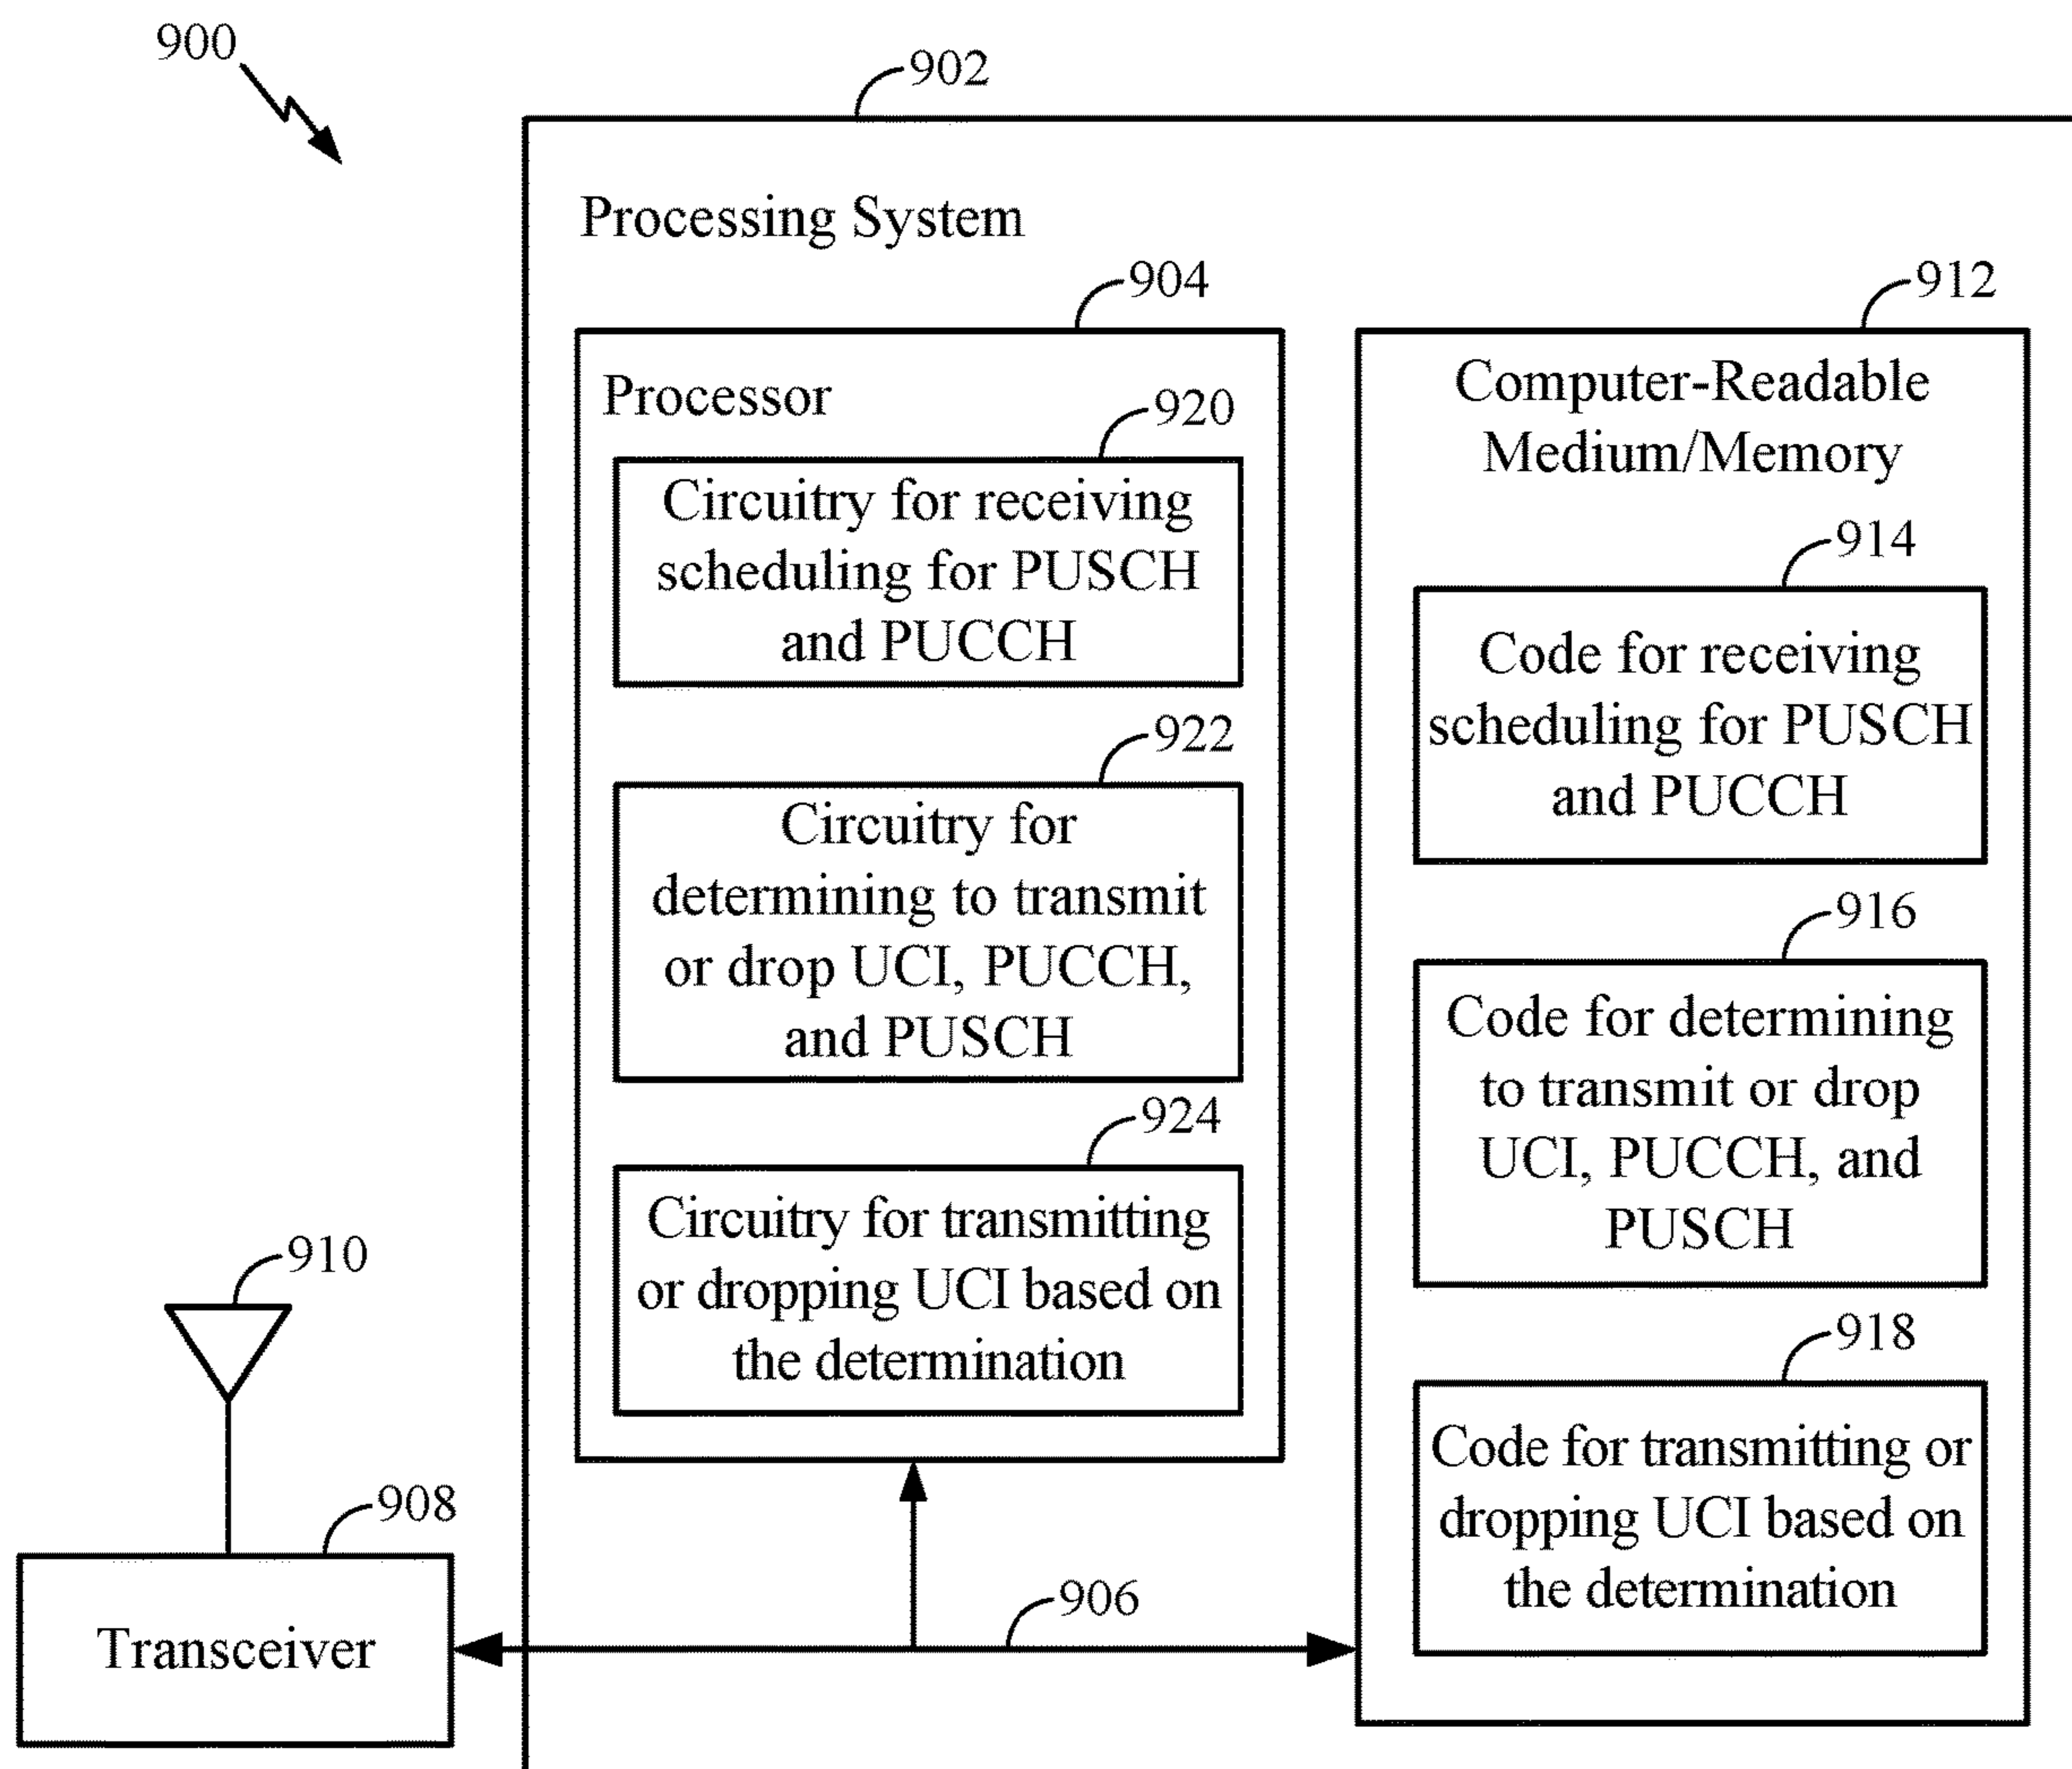 900
902
Processing System
904
Processor
920
Circuitry for receiving
scheduling for PUSCH
and PUCCH
922
Circuitry for
determining to transmit
or drop UCI, PUCCH,
and PUSCH
924
Circuitry for transmitting
or dropping UCI based on
the determination
912
Computer-Readable
Medium/Memory
914
Code for receiving
scheduling for PUSCH
and PUCCH
916
Code for determining
to transmit or drop
UCI, PUCCH, and
PUSCH
918
Code for transmitting or
dropping UCI based on
the determination
910
908
Transceiver
906